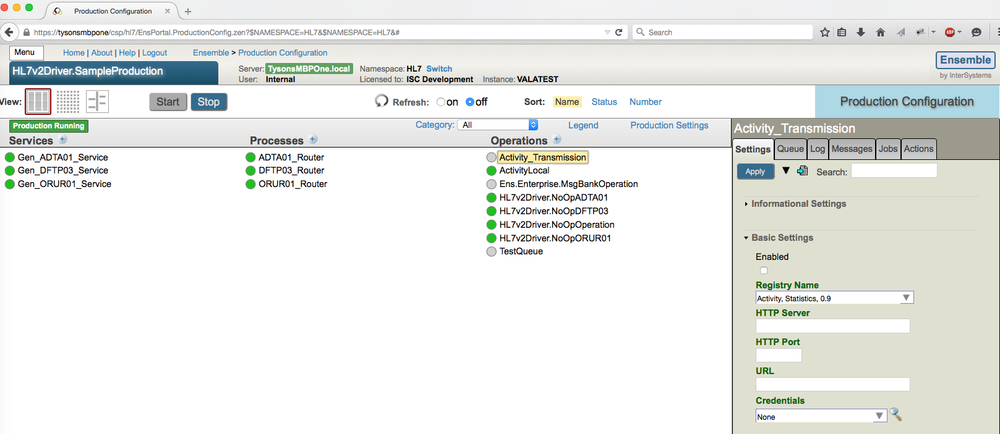 Production Configuration
https://tysonsmbpone/csp/hl7/EnsPortal.ProductionConfig.zen?$NAMESPACE=HL7&$NAMESPACE=HL7&#
Search
ABP
Menu
Home | About | Help | Logout
Ensemble > Production Configuration
HL7v2Driver.SampleProduction
Server: TysonsMBPOne.local
Namespace: HL7 Switch
User: Internal
Licensed to: ISC Development
Instance: VALATEST
Ensemble
by InterSystems
View:
Start
Stop
Refresh: on off
Sort: Name Status Number
Production Configuration
Production Running
Category: All
Legend
Production Settings
Services
Gen_ADTA01_Service
Gen_DFTP03_Service
Gen_ORUR01_Service
Processes
ADTA01_Router
DFTP03_Router
ORUR01_Router
Operations
Activity_Transmission
ActivityLocal
Ens.Enterprise.MsgBankOperation
HL7v2Driver.NoOpADTA01
HL7v2Driver.NoOpDFTP03
HL7v2Driver.NoOpOperation
HL7v2Driver.NoOpORUR01
TestQueue
Activity_Transmission
Settings Queue Log Messages Jobs Actions
Apply
Search:
Informational Settings
Basic Settings
Enabled
Registry Name
Activity, Statistics, 0.9
HTTP Server
HTTP Port
URL
Credentials
None